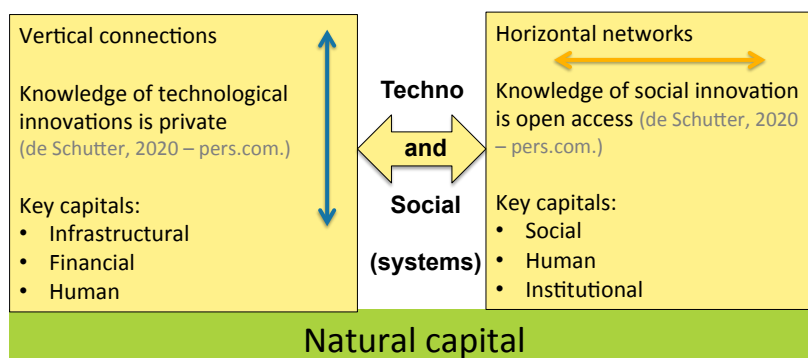 Vertical connections
Knowledge of technological
innovations is private
(de Schutter, 2020 – pers.com.)
Key capitals:
• Infrastructural
• Financial
• Human
Techno
and
Social
(systems)
Horizontal networks
Knowledge of social innovation
is open access (de Schutter, 2020
– pers.com.)
Key capitals:
• Social
• Human
• Institutional
Natural capital